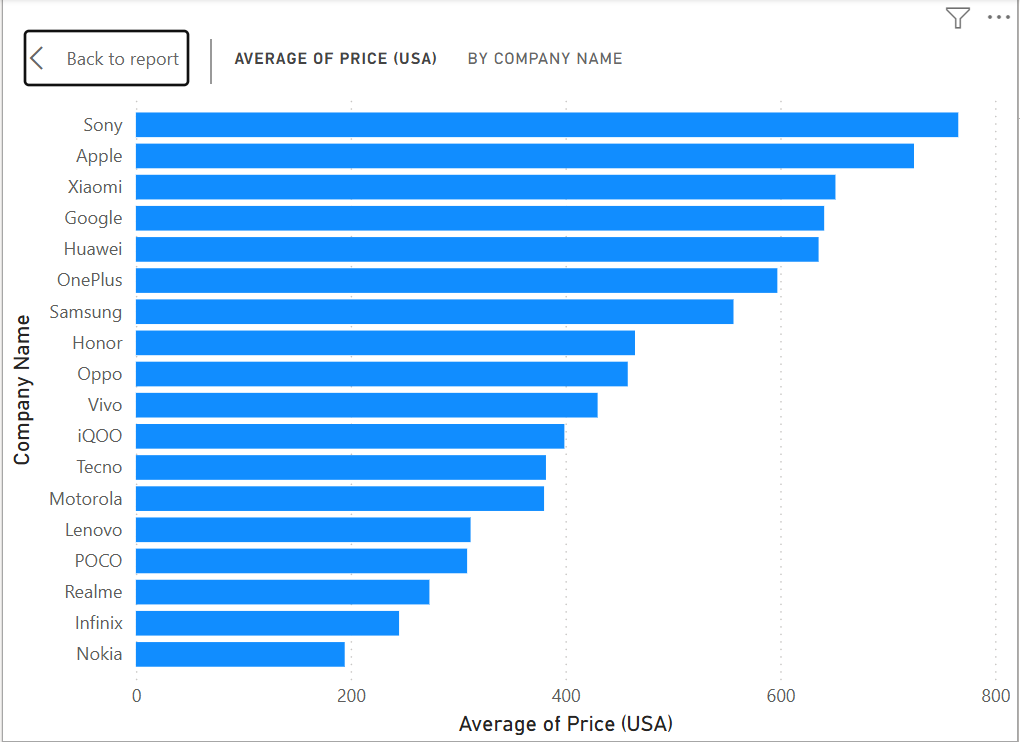 Back to report
AVERAGE OF PRICE (USA) BY COMPANY NAME
Company Name
Sony
Apple
Xiaomi
Google
Huawei
OnePlus
Samsung
Honor
Oppo
Vivo
iQOO
Tecno
Motorola
Lenovo
POCO
Realme
Infinix
Nokia
0 200 400 600 800
Average of Price (USA)